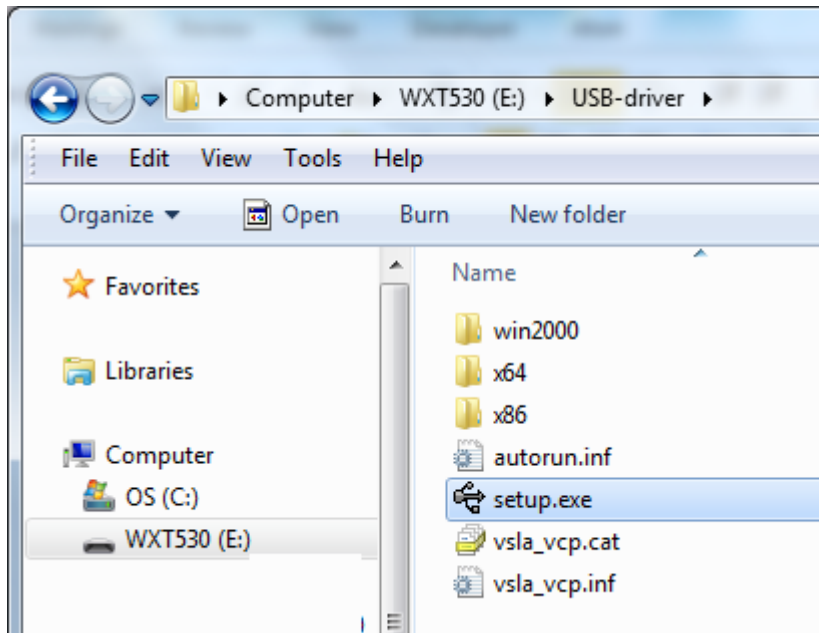 Computer WXT530 (E:) USB-driver
File Edit View Tools Help
Organize Open Burn New folder
Favorites
Libraries
Computer
OS (C:)
WXT530 (E:)
Name
win2000
x64
x86
autorun.inf
setup.exe
vsla_vcp.cat
vsla_vcp.inf